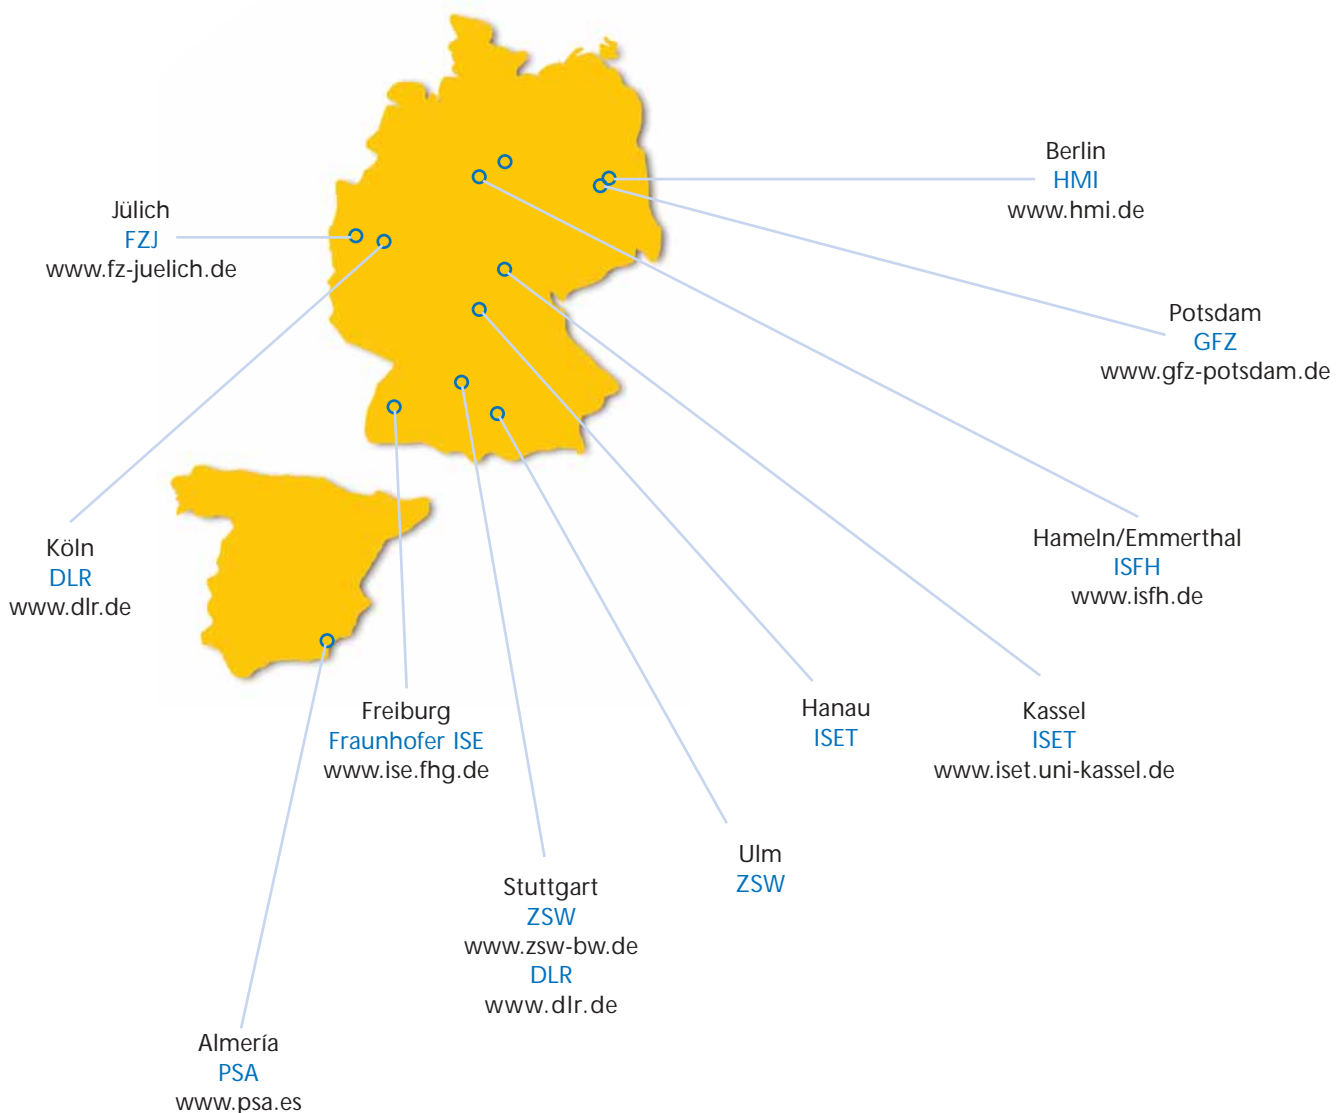 Berlin
HMI
www.hmi.de
Jülich
FZJ
www.fz-juelich.de
Potsdam
GFZ
www.gfz-potsdam.de
Hameln/Emmerthal
ISFH
www.isfh.de
Köln
DLR
www.dlr.de
Freiburg
Fraunhofer ISE
www.ise.fhg.de
Hanau
ISET
Kassel
ISET
www.iset.uni-kassel.de
Ulm
ZSW
Stuttgart
ZSW
www.zsw-bw.de
DLR
www.dlr.de
Almería
PSA
www.psa.es